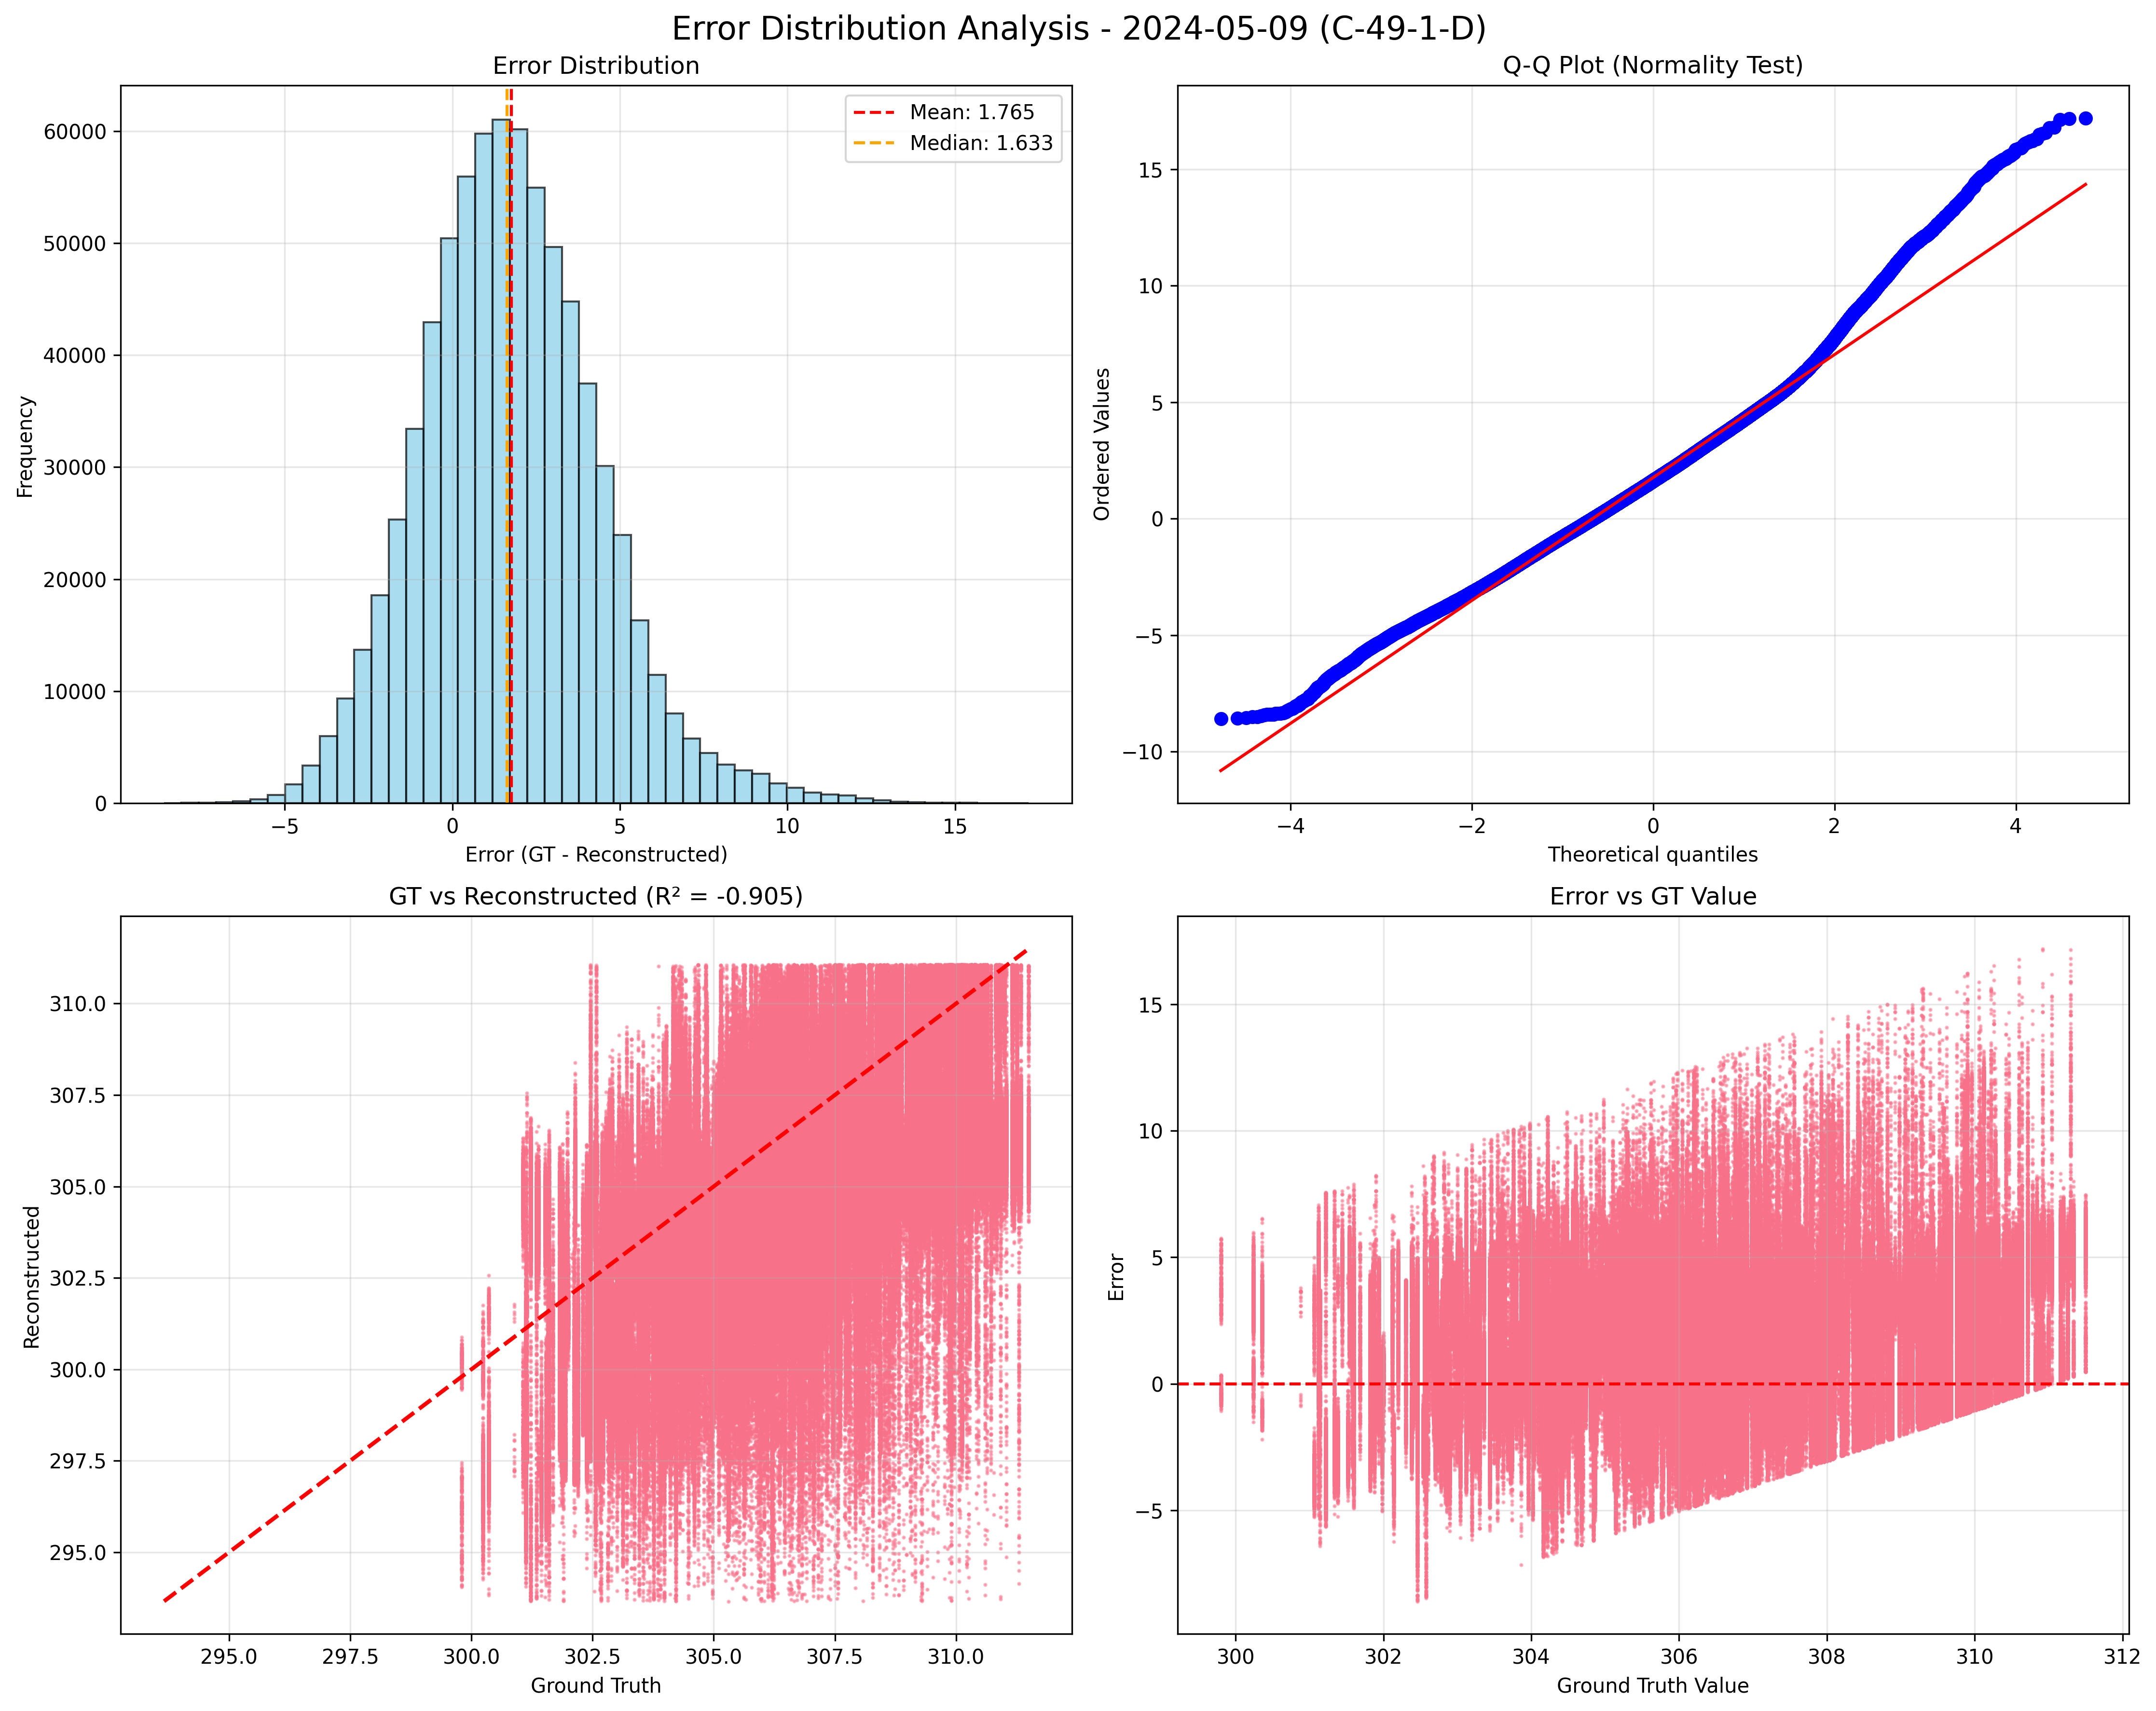 Error Distribution Analysis - 2024-05-09 (C-49-1-D)
Error Distribution
Mean: 1.765
Median: 1.633
Frequency
60000
50000
40000
30000
20000
10000
0
−5 0 5 10 15
Error (GT - Reconstructed)
Q-Q Plot (Normality Test)
Ordered Values
15
10
5
0
−5
−10
−4 −2 0 2 4
Theoretical quantiles
GT vs Reconstructed (R² = -0.905)
Reconstructed
310.0
307.5
305.0
302.5
300.0
297.5
295.0
295.0 297.5 300.0 302.5 305.0 307.5 310.0
Ground Truth
Error vs GT Value
Error
15
10
5
0
−5
300 302 304 306 308 310 312
Ground Truth Value